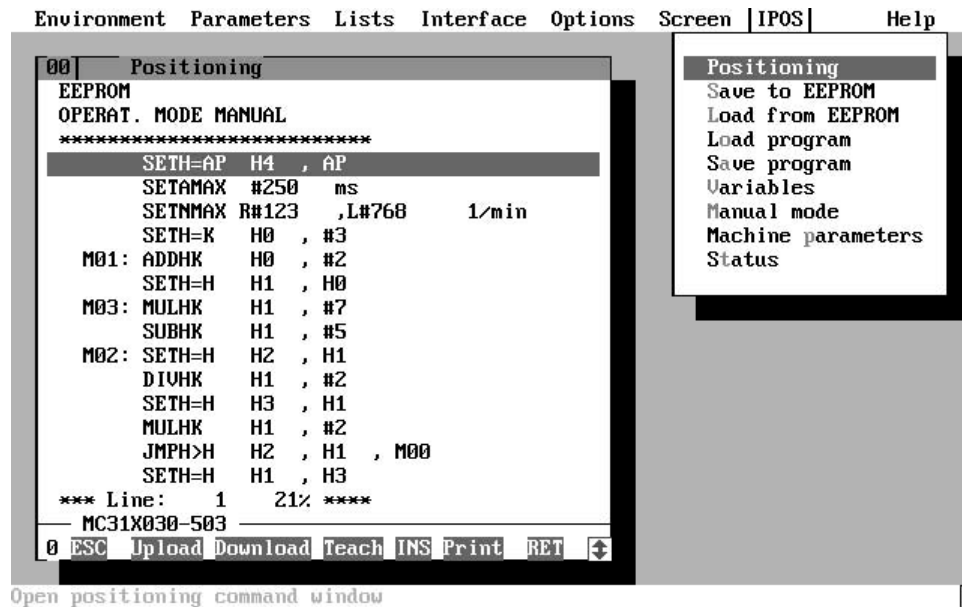 Environment Parameters Lists Interface Options Screen IPOS Help
00 Positioning
EEPROM
OPERAT. MODE MANUAL
**************************
SETH=AP H4 , AP
SETAMAX #250 ms
SETNMAX R#123 ,L#768 1/min
SETH=K H0 , #3
M01: ADDHK H0 , #2
SETH=H H1 , H0
M03: MULHK H1 , #7
SUBHK H1 , #5
M02: SETH=H H2 , H1
DIVHK H1 , #2
SETH=H H3 , H1
MULHK H1 , #2
JMPH>H H2 , H1 , M00
SETH=H H1 , H3
*** Line: 1 21% ****
MC31X030-503
0 ESC Upload Download Teach INS Print RET
Positioning
Save to EEPROM
Load from EEPROM
Load program
Save program
Variables
Manual mode
Machine parameters
Status
Open positioning command window